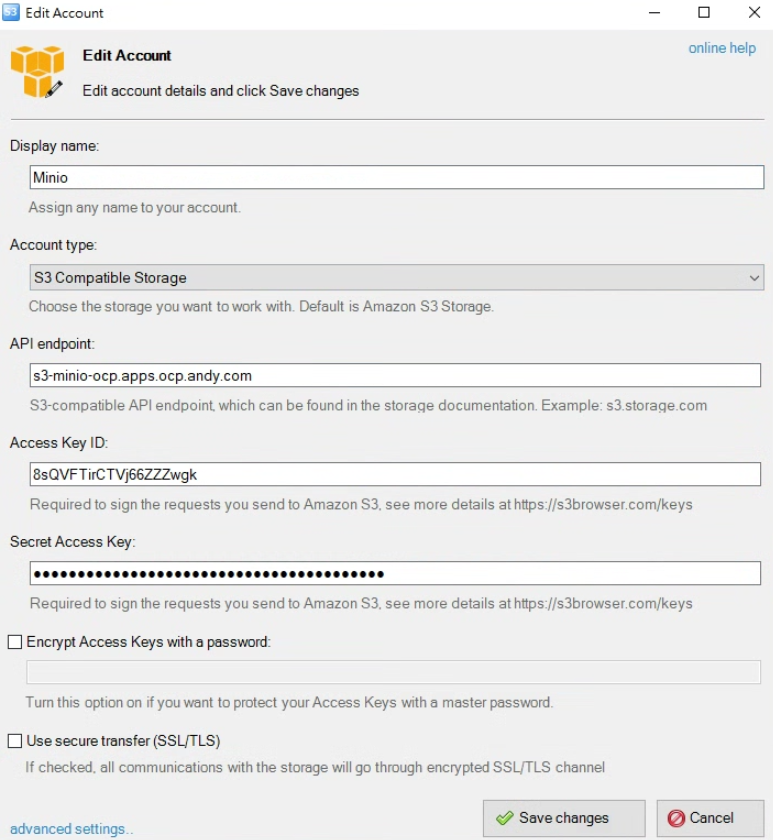 S3 Edit Account
Edit Account
online help
Edit account details and click Save changes
Display name:
Minio
Assign any name to your account.
Account type:
S3 Compatible Storage
Choose the storage you want to work with. Default is Amazon S3 Storage.
API endpoint:
s3-minio-ocp.apps.ocp.andy.com
S3-compatible API endpoint, which can be found in the storage documentation. Example: s3.storage.com
Access Key ID:
8sQVFTirCTVj66ZZZwgk
Required to sign the requests you send to Amazon S3, see more details at https://s3browser.com/keys
Secret Access Key:
●●●●●●●●●●●●●●●●●●●●●●●●●●●●●●●●●●●●●●●●
Required to sign the requests you send to Amazon S3, see more details at https://s3browser.com/keys
Encrypt Access Keys with a password:
Turn this option on if you want to protect your Access Keys with a master password.
Use secure transfer (SSL/TLS)
If checked, all communications with the storage will go through encrypted SSL/TLS channel
advanced settings..
Save changes
Cancel